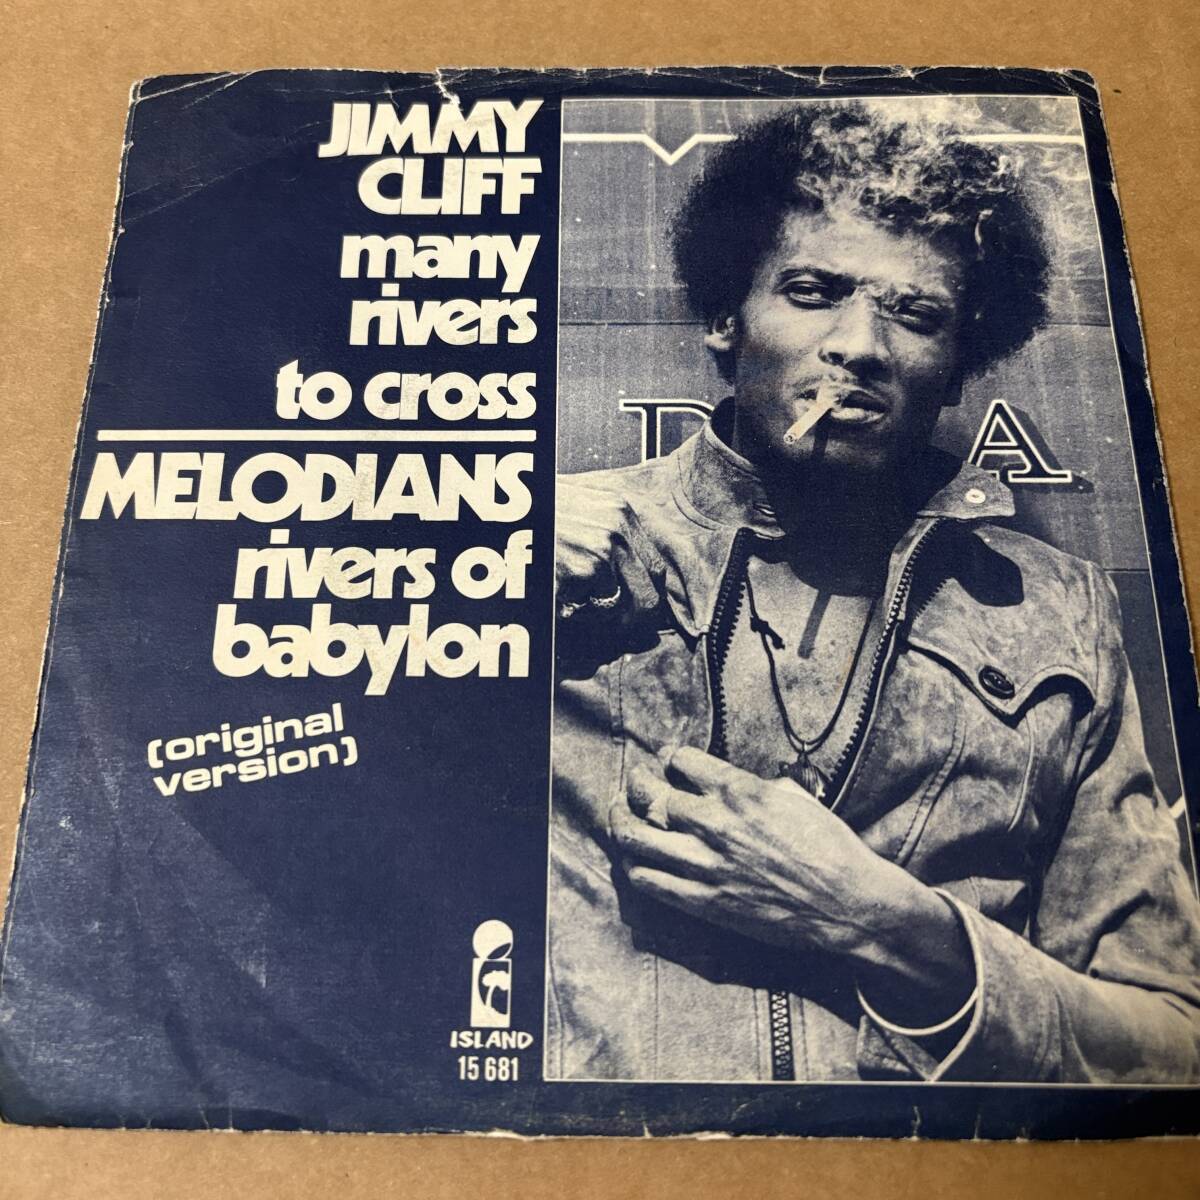 JIMMY
CLIFF
many
rivers
to cross
MELODIANS
rivers of
babylon
(original
version)
ISLAND
15 681
D A